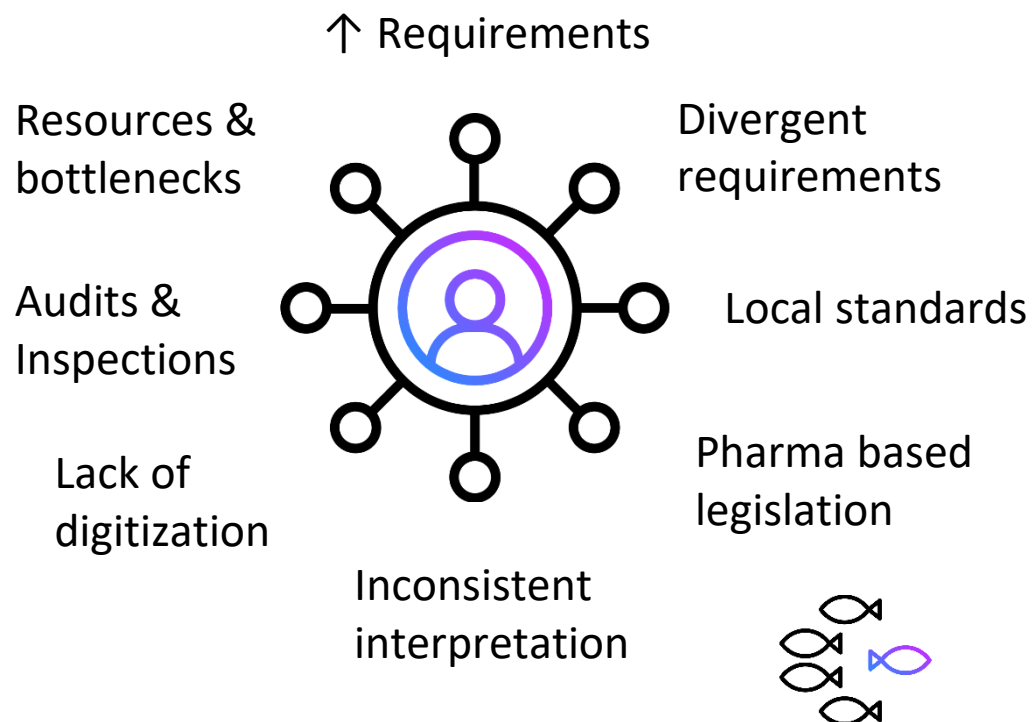 ↑ Requirements
Resources &
bottlenecks
Divergent
requirements
Audits &
Inspections
Local standards
Lack of
digitization
Pharma based
legislation
Inconsistent
interpretation